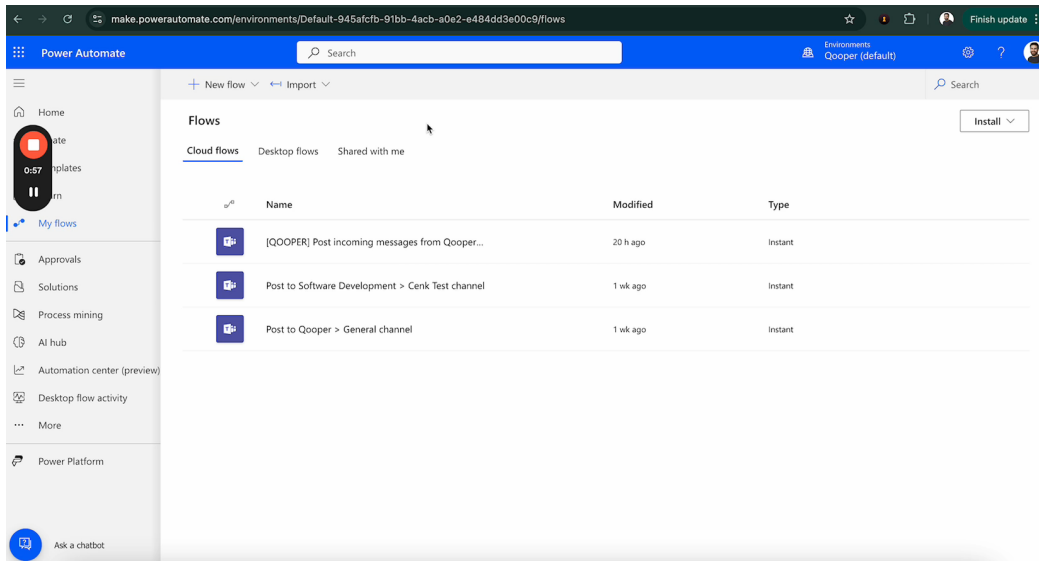 make.powerautomate.com/environments/Default-945afcfb-91bb-4acb-a0e2-e484dd3e00c9/flows
Finish update
Power Automate
Search
Environments
Qooper (default)
?
New flow
Import
Search
Home
Flows
Install
ate
0:57
nplates
rn
My flows
Cloud flows
Desktop flows
Shared with me
Name
Modified
Type
[QOOPER] Post incoming messages from Qooper...
20 h ago
Instant
Post to Software Development > Cenk Test channel
1 wk ago
Instant
Post to Qooper > General channel
1 wk ago
Instant
Approvals
Solutions
Process mining
AI hub
Automation center (preview)
Desktop flow activity
More
Power Platform
Ask a chatbot